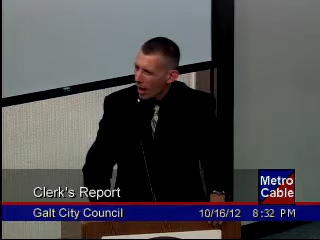 Clerk's Report
Metro
Cable
Galt City Council
10/16/12 8:32 PM